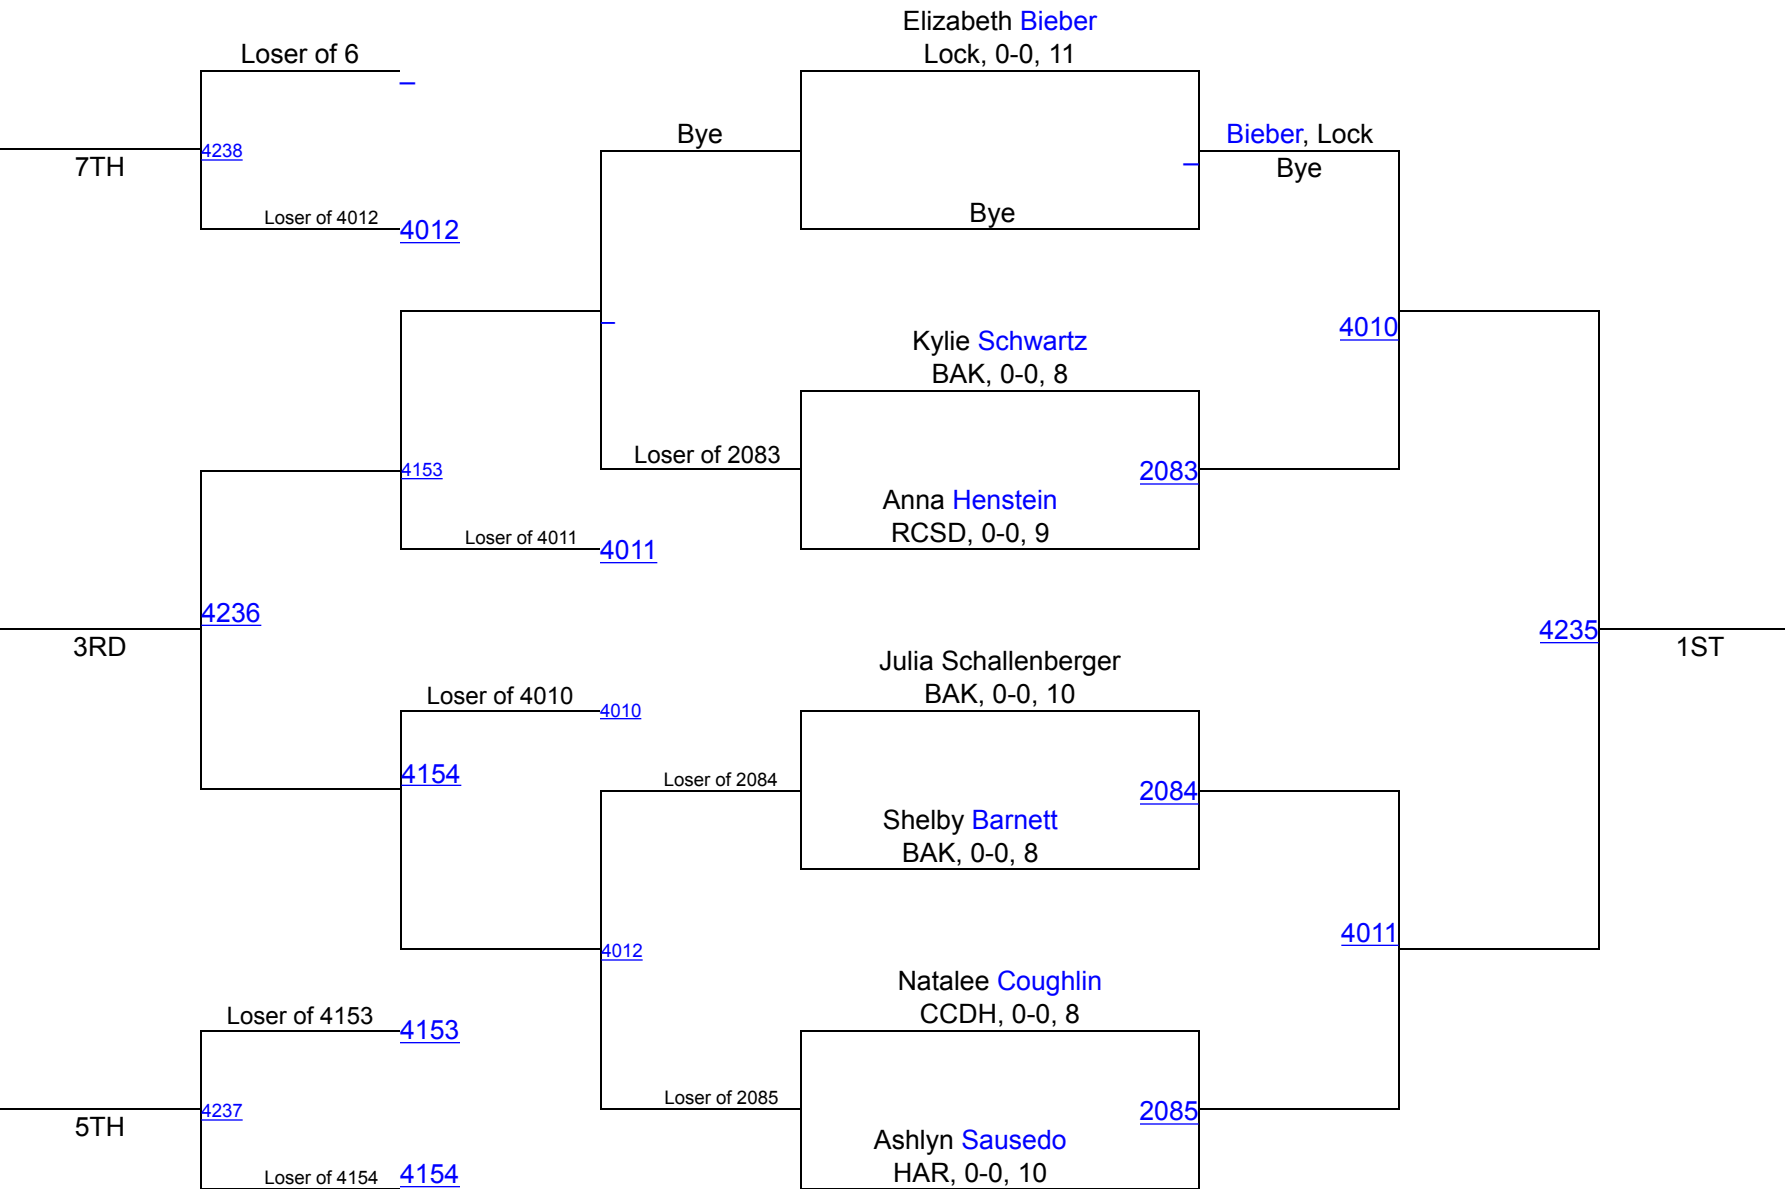 Elizabeth Bieber
Lock, 0-0, 11
Loser of 6
Bye
Bieber, Lock
Bye
4238
7TH
Loser of 4012
4012
Bye
4010
Kylie Schwartz
BAK, 0-0, 8
Loser of 2083
4153
2083
Anna Henstein
RCSD, 0-0, 9
Loser of 4011
4011
4236
3RD
4235
1ST
Julia Schallenberger
BAK, 0-0, 10
Loser of 4010
4010
4154
Loser of 2084
2084
Shelby Barnett
BAK, 0-0, 8
4011
4012
Natalee Coughlin
CCDH, 0-0, 8
Loser of 4153
4153
4237
5TH
Loser of 2085
2085
Ashlyn Sausedo
HAR, 0-0, 10
Loser of 4154
4154